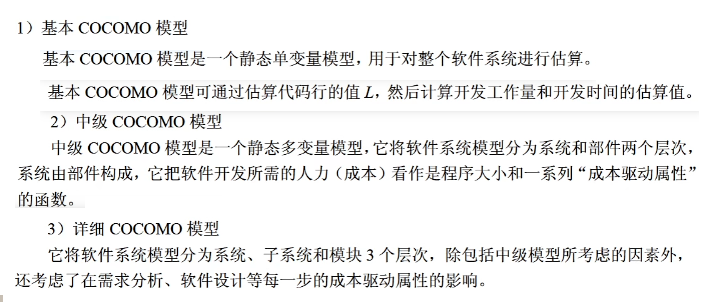 1）基本 COCOMO 模型
基本 COCOMO 模型是一个静态单变量模型，用于对整个软件系统进行估算。
基本 COCOMO 模型可通过估算代码行的值 L，然后计算开发工作量和开发时间的估算值。
2）中级 COCOMO 模型
中级 COCOMO 模型是一个静态多变量模型，它将软件系统模型分为系统和部件两个层次，
系统由部件构成，它把软件开发所需的人力（成本）看作是程序大小和一系列“成本驱动属性”
的函数。
3）详细 COCOMO 模型
它将软件系统模型分为系统、子系统和模块 3 个层次，除包括中级模型所考虑的因素外，
还考虑了在需求分析、软件设计等每一步的成本驱动属性的影响。